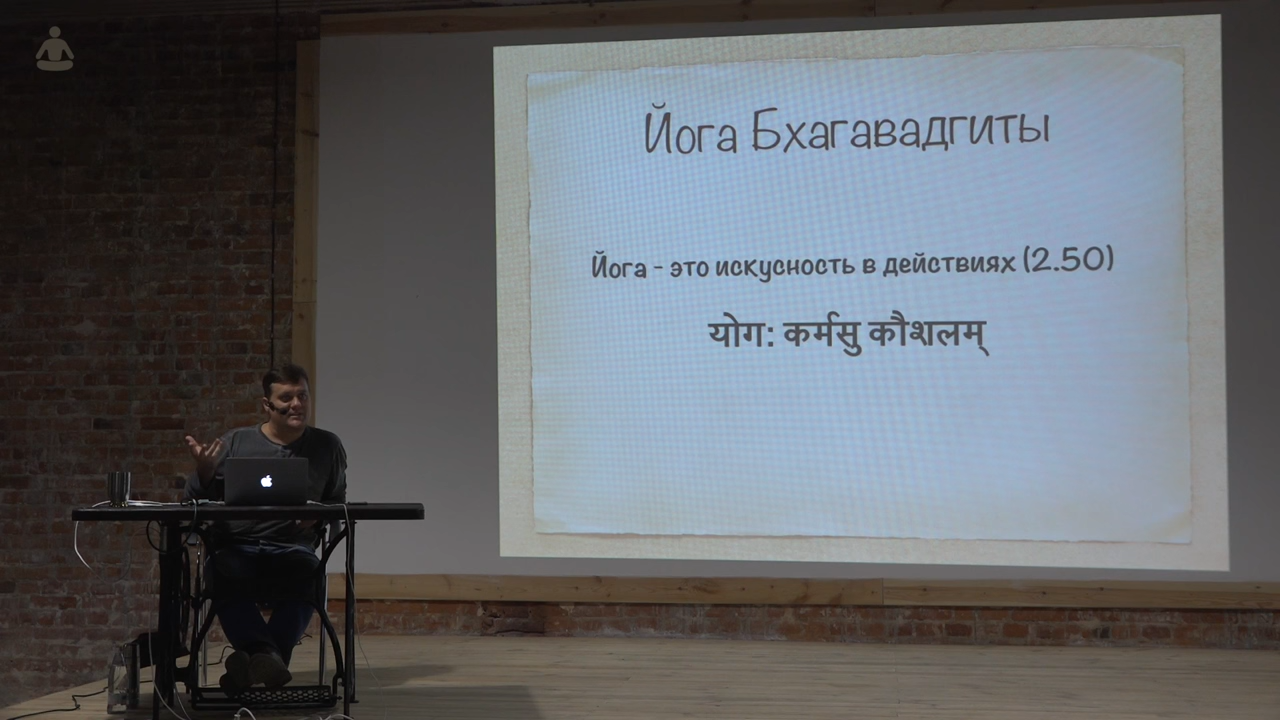 Йога Бхагавадгиты
Йога - это искусность в действиях (2.50)
योग: कर्मसु कौशलम्